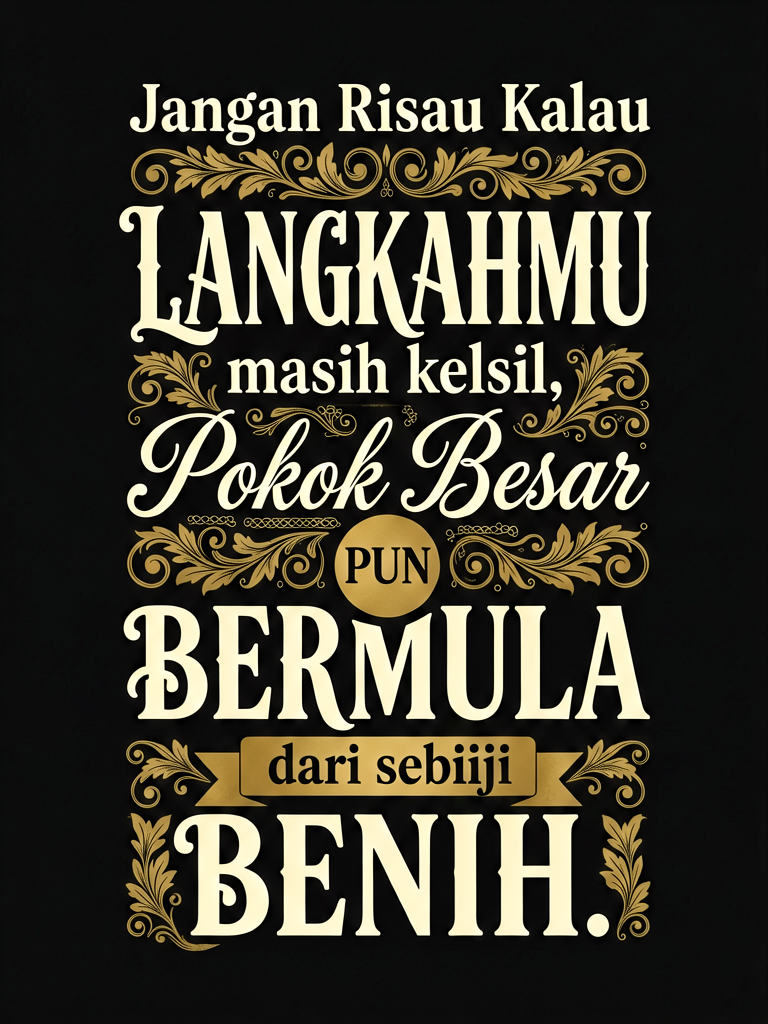 Jangan Risau Kalau
LANGKAHMU
masih kelsil,
Pokok Besar
PUN
BERMULA
dari sebiiji
BENIH.